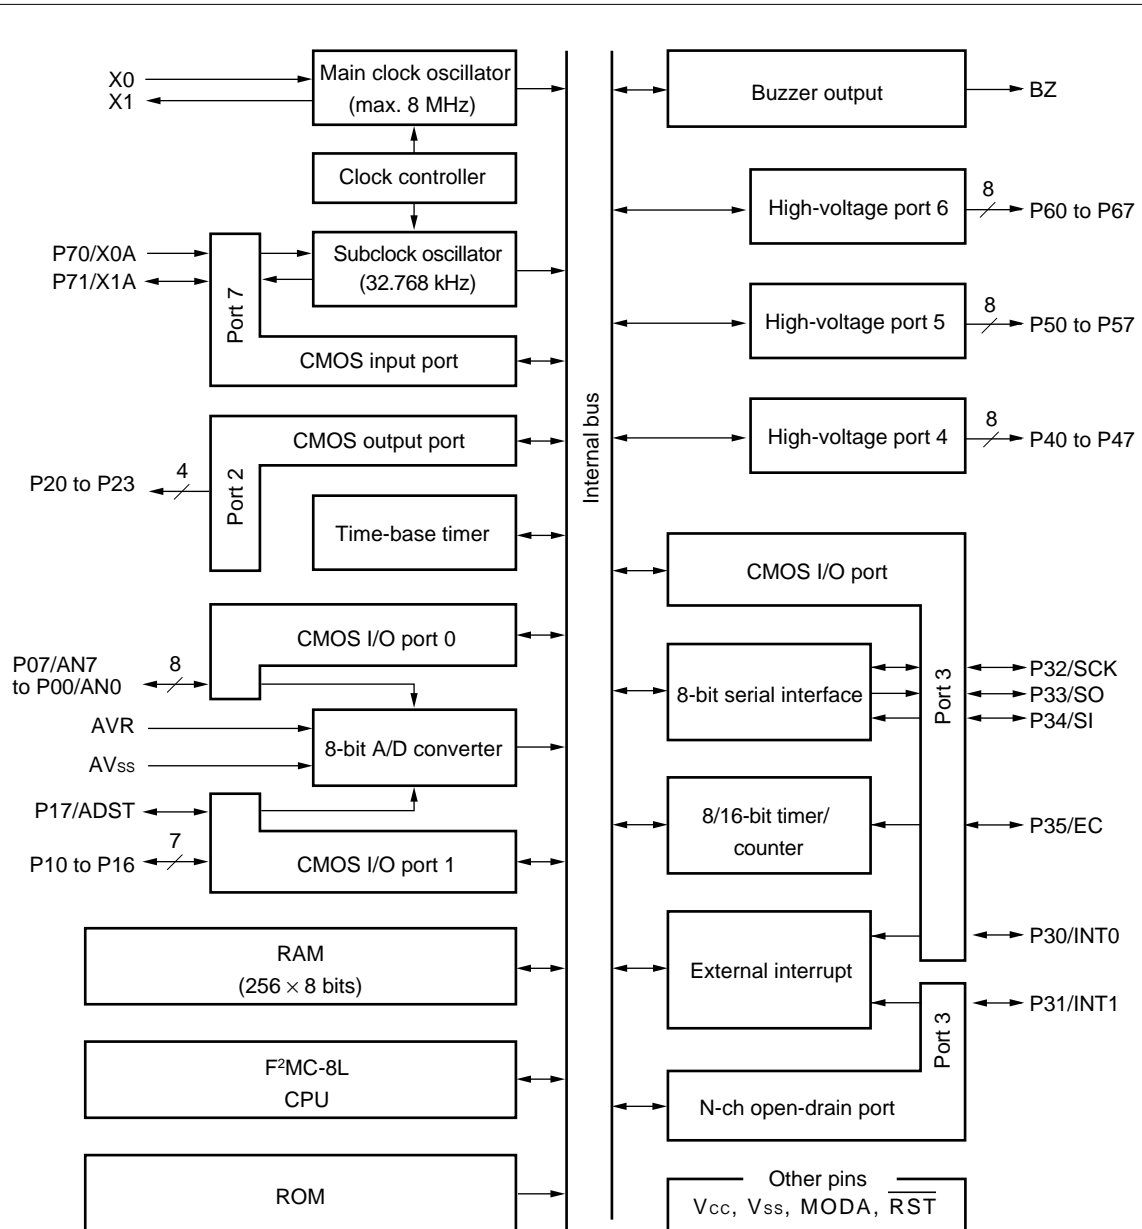 X0
X1
Main clock oscillator
(max. 8 MHz)
Clock controller
P70/X0A
P71/X1A
Subclock oscillator
(32.768 kHz)
Port 7
CMOS input port
CMOS output port
Port 2
4
P20 to P23
Time-base timer
CMOS I/O port 0
P07/AN7
to P00/AN0
8
AVR
AVss
8-bit A/D converter
P17/ADST
7
P10 to P16
CMOS I/O port 1
RAM
(256 × 8 bits)
F²MC-8L
CPU
ROM
Internal bus
Buzzer output
BZ
High-voltage port 6
8
P60 to P67
High-voltage port 5
8
P50 to P57
High-voltage port 4
8
P40 to P47
CMOS I/O port
Port 3
8-bit serial interface
P32/SCK
P33/SO
P34/SI
8/16-bit timer/
counter
P35/EC
External interrupt
P30/INT0
P31/INT1
Port 3
N-ch open-drain port
Other pins
Vcc, Vss, MODA, RST